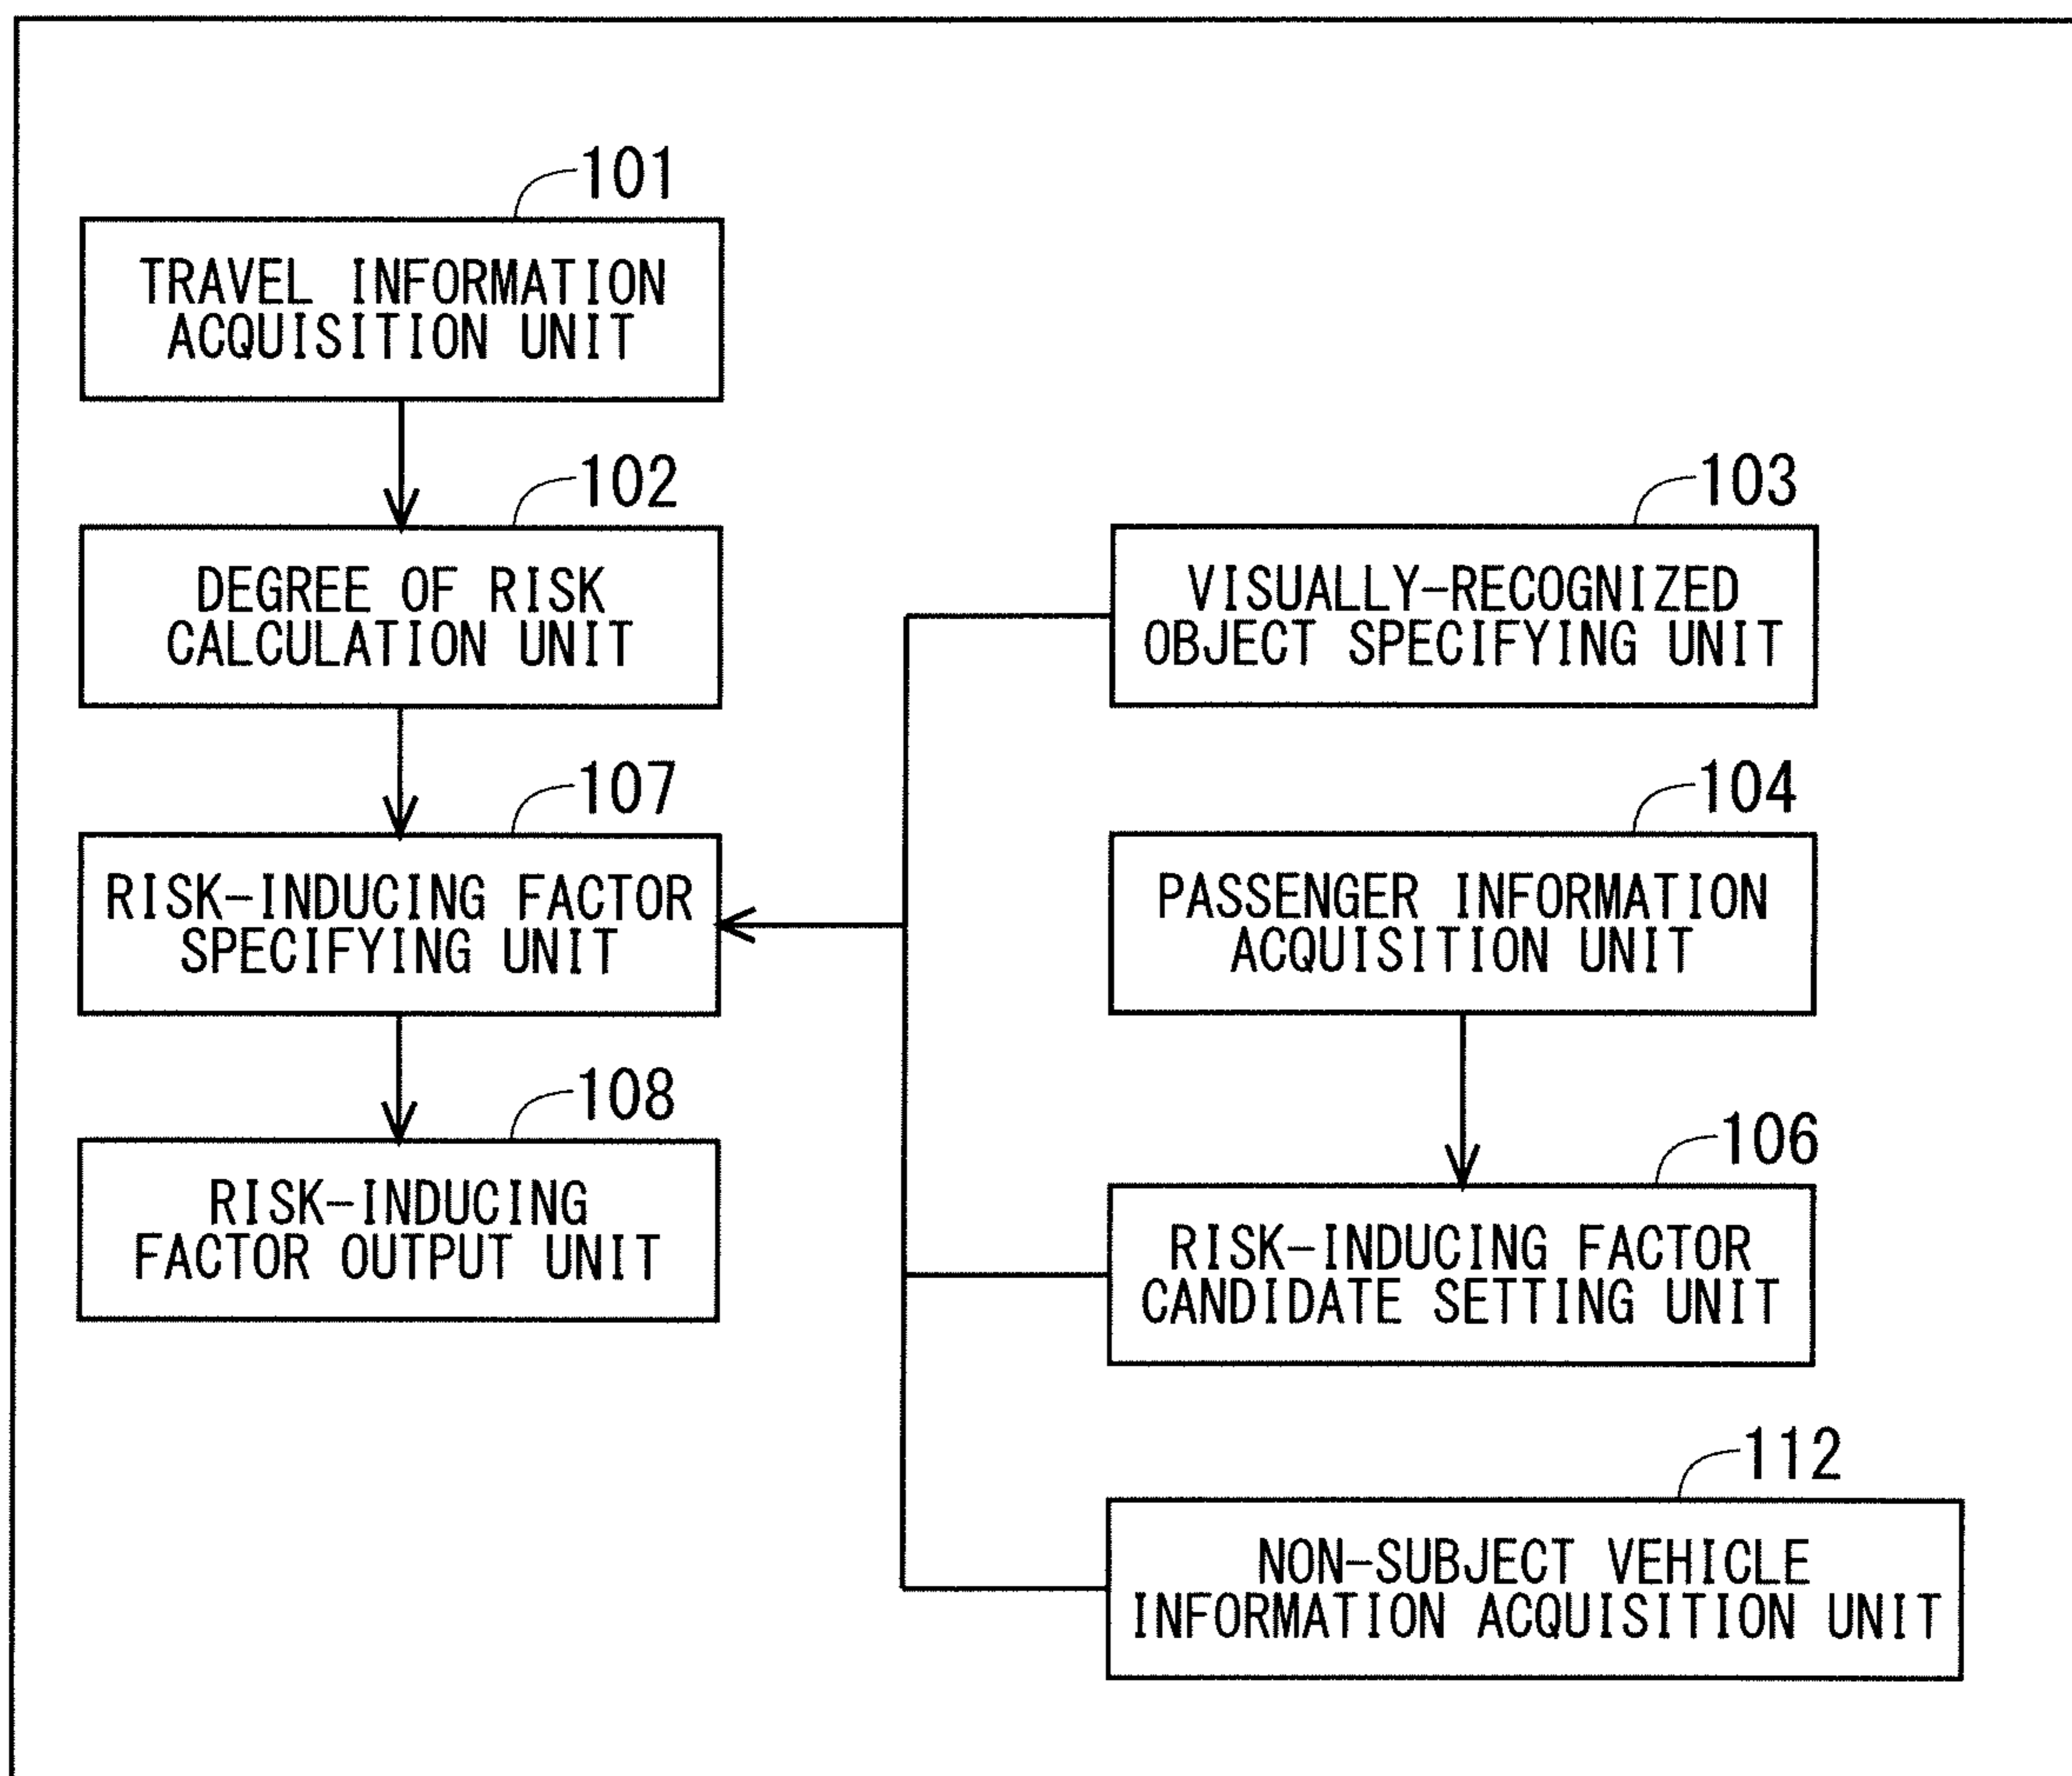 101
TRAVEL INFORMATION
ACQUISITION UNIT
102
DEGREE OF RISK
CALCULATION UNIT
107
RISK-INDUCING FACTOR
SPECIFYING UNIT
108
RISK-INDUCING
FACTOR OUTPUT UNIT
103
VISUALLY-RECOGNIZED
OBJECT SPECIFYING UNIT
104
PASSENGER INFORMATION
ACQUISITION UNIT
106
RISK-INDUCING FACTOR
CANDIDATE SETTING UNIT
112
NON-SUBJECT VEHICLE
INFORMATION ACQUISITION UNIT